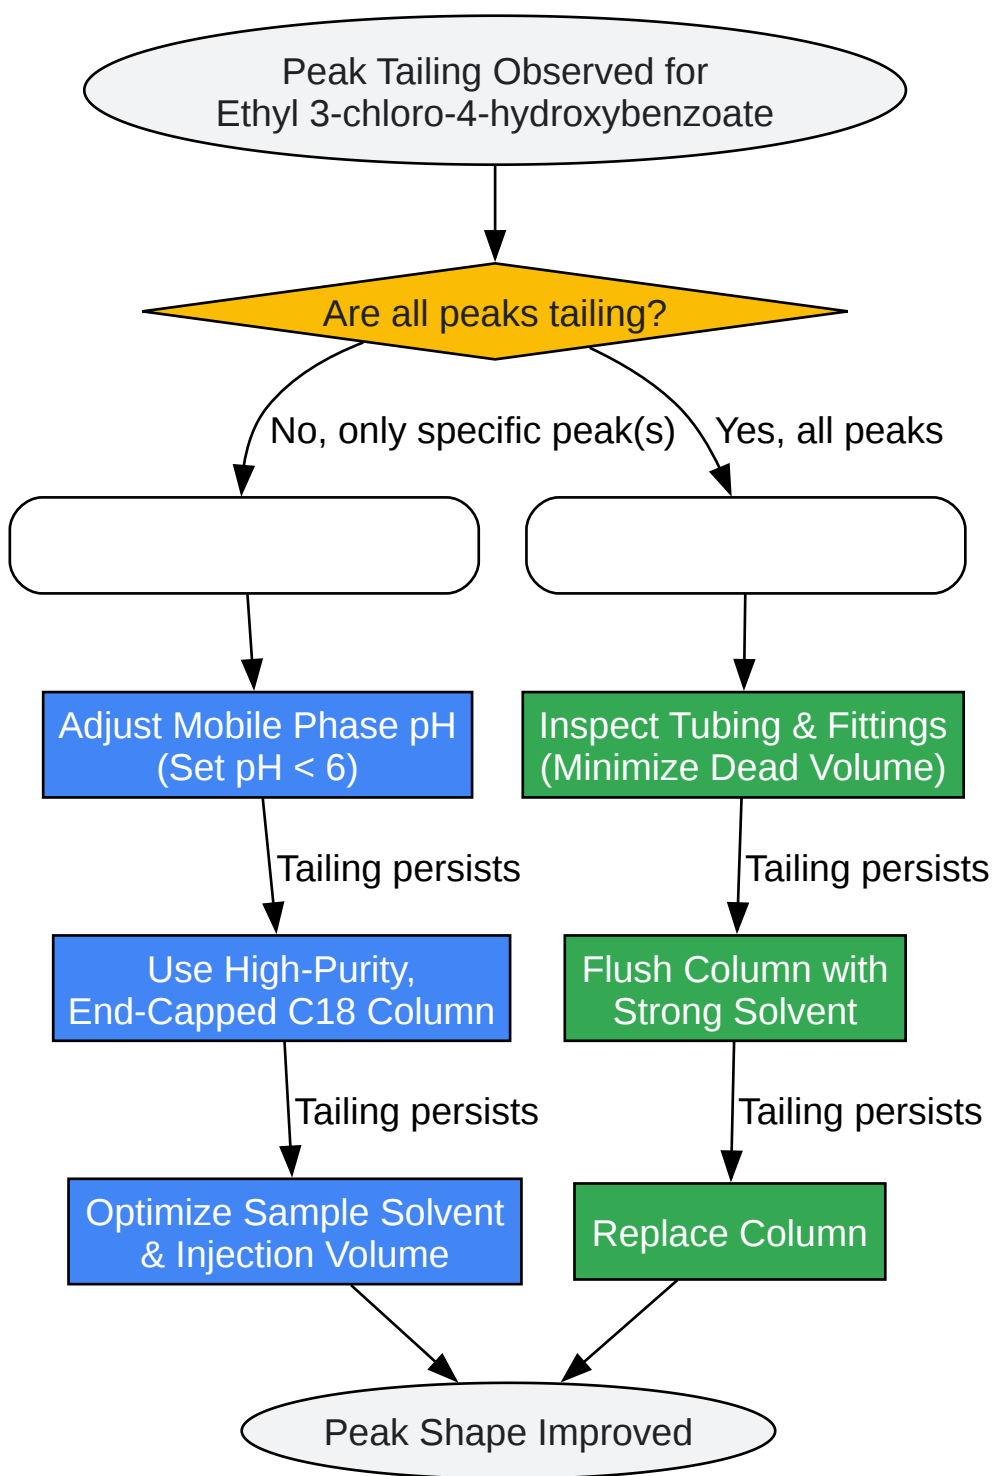 Peak Tailing Observed for
Ethyl 3-chloro-4-hydroxybenzoate
Are all peaks tailing?
No, only specific peak(s)
Yes, all peaks
Adjust Mobile Phase pH
(Set pH < 6)
Inspect Tubing & Fittings
(Minimize Dead Volume)
Tailing persists
Tailing persists
Use High-Purity,
End-Capped C18 Column
Flush Column with
Strong Solvent
Tailing persists
Tailing persists
Optimize Sample Solvent
& Injection Volume
Replace Column
Peak Shape Improved